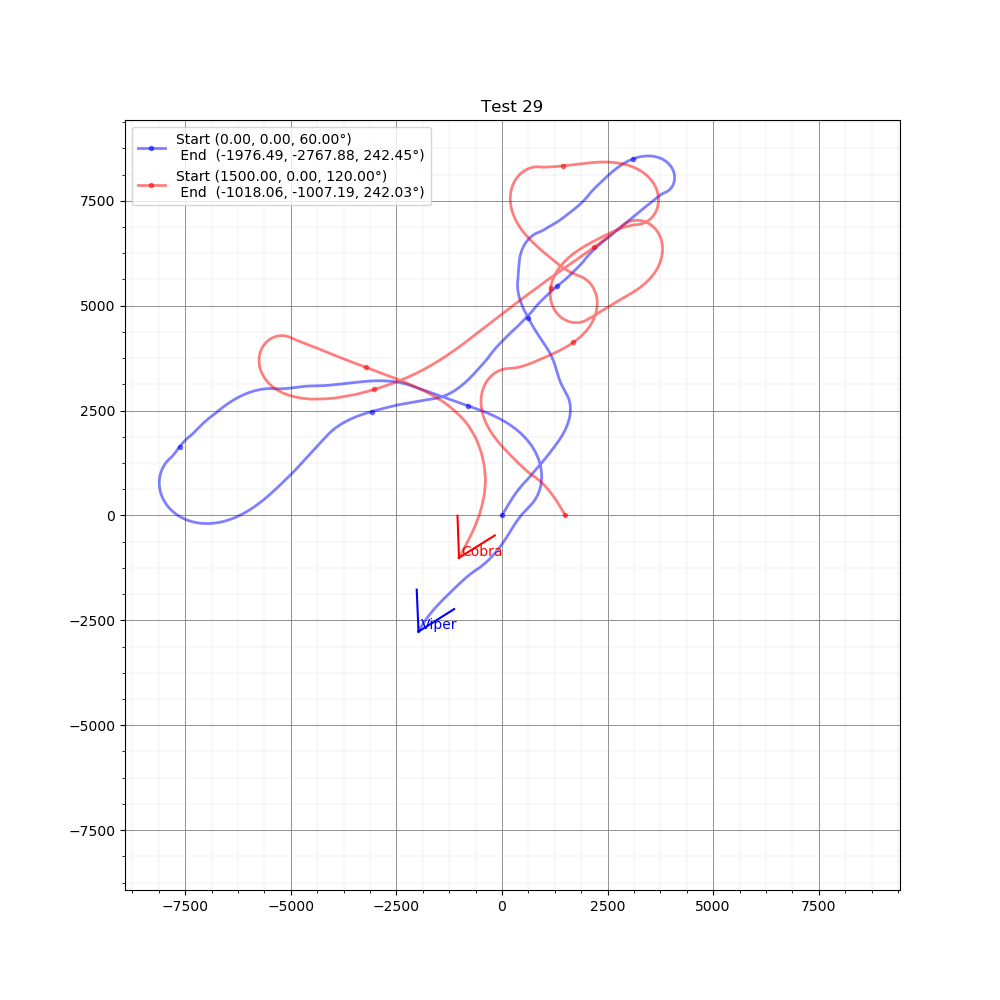 Test 29
Start (0.00, 0.00, 60.00°)
End  (-1976.49, -2767.88, 242.45°)
Start (1500.00, 0.00, 120.00°)
End  (-1018.06, -1007.19, 242.03°)
7500
5000
2500
0
−2500
−5000
−7500
Cobra
Viper
−7500 −5000 −2500 0 2500 5000 7500